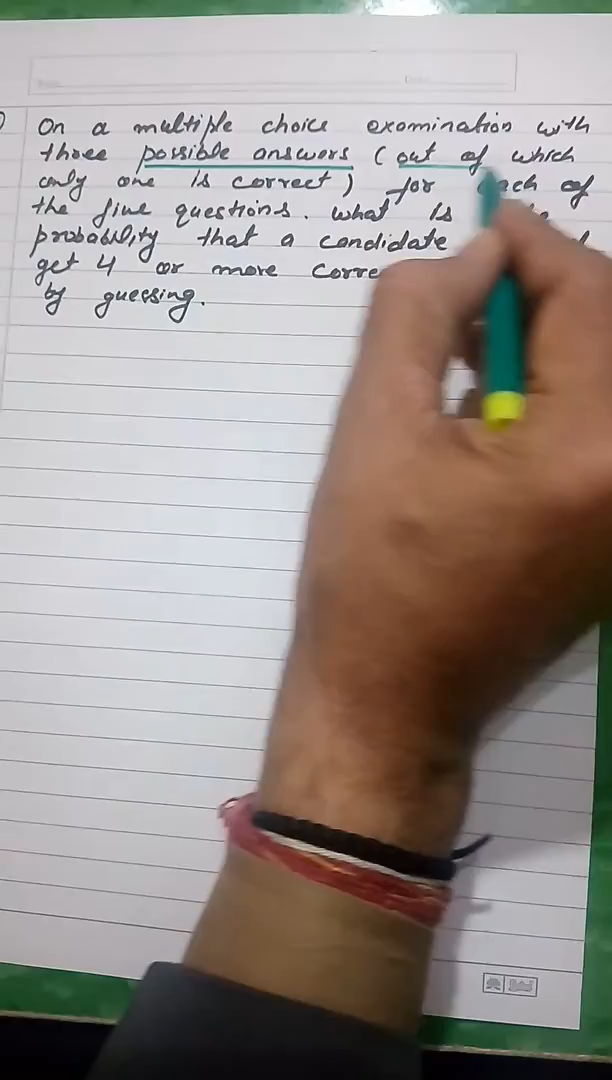 On a multiple choice examination with
three possible answers (out of which
only one is correct) for each of
the five questions. what is
probability that a candidate
get 4 or more
by guessing.